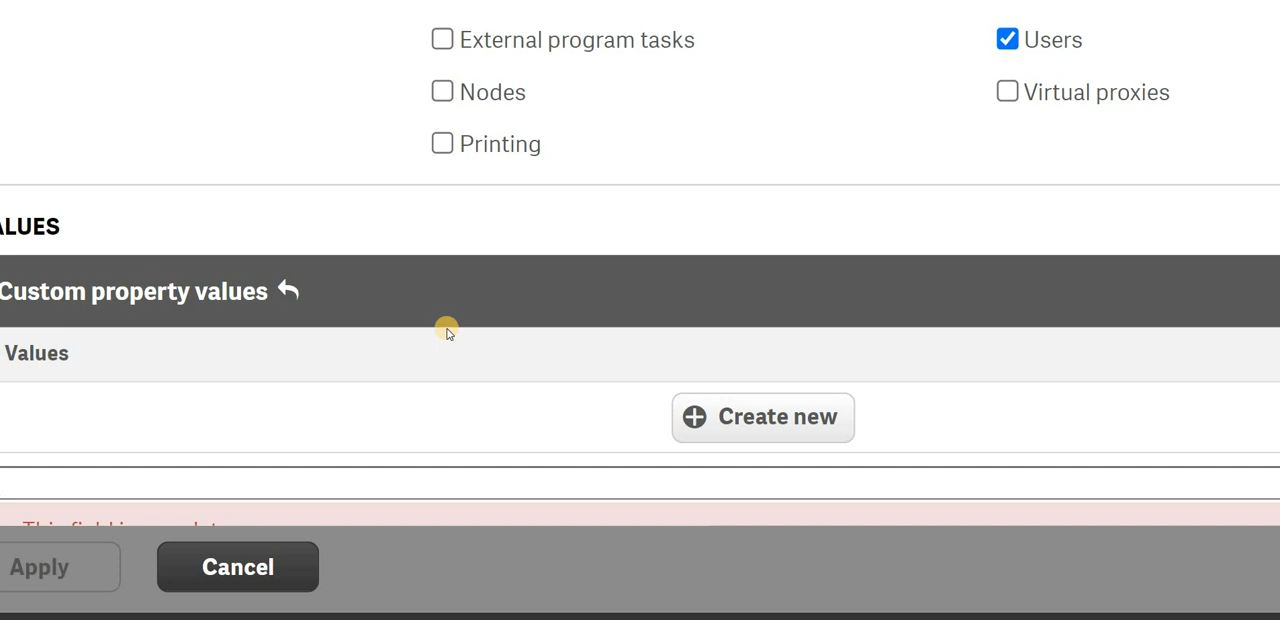 External program tasks
Users
Nodes
Virtual proxies
Printing
ALUES
Custom property values
Values
Create new
Apply
Cancel